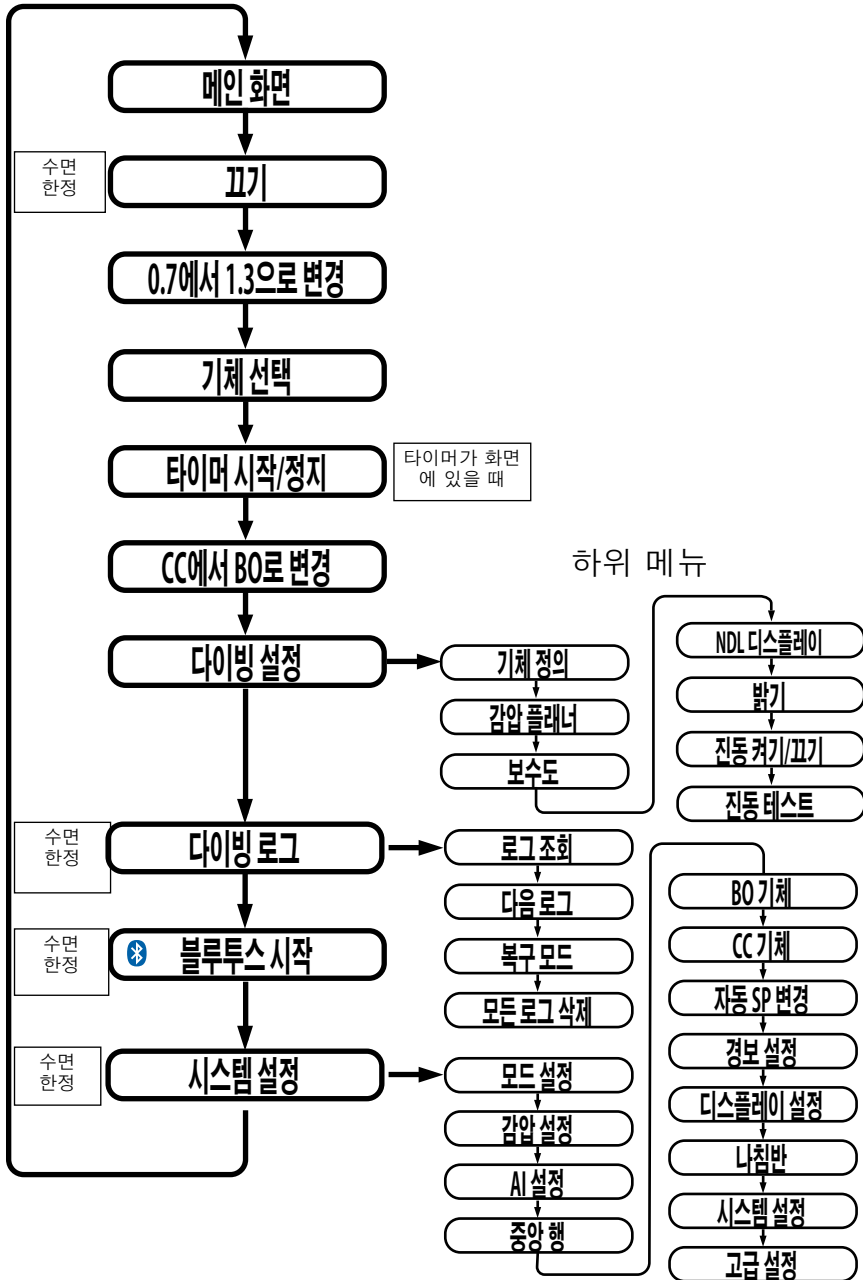 메인 화면
수면
한정
끄기
0.7에서 1.3으로 변경
기체 선택
타이머 시작/정지
타이머가 화면
에 있을 때
CC에서 BO로 변경
하위 메뉴
다이빙 설정
기체 정의
감압 플래너
보수도
NDL 디스플레이
밝기
진동 켜기/끄기
진동 테스트
수면
한정
다이빙 로그
로그 조회
다음 로그
복구 모드
모든 로그 삭제
수면
한정
블루투스 시작
수면
한정
시스템 설정
모드 설정
감압 설정
AI 설정
중앙 행
BO 기체
CC 기체
자동 SP 변경
경보 설정
디스플레이 설정
나침반
시스템 설정
고급 설정